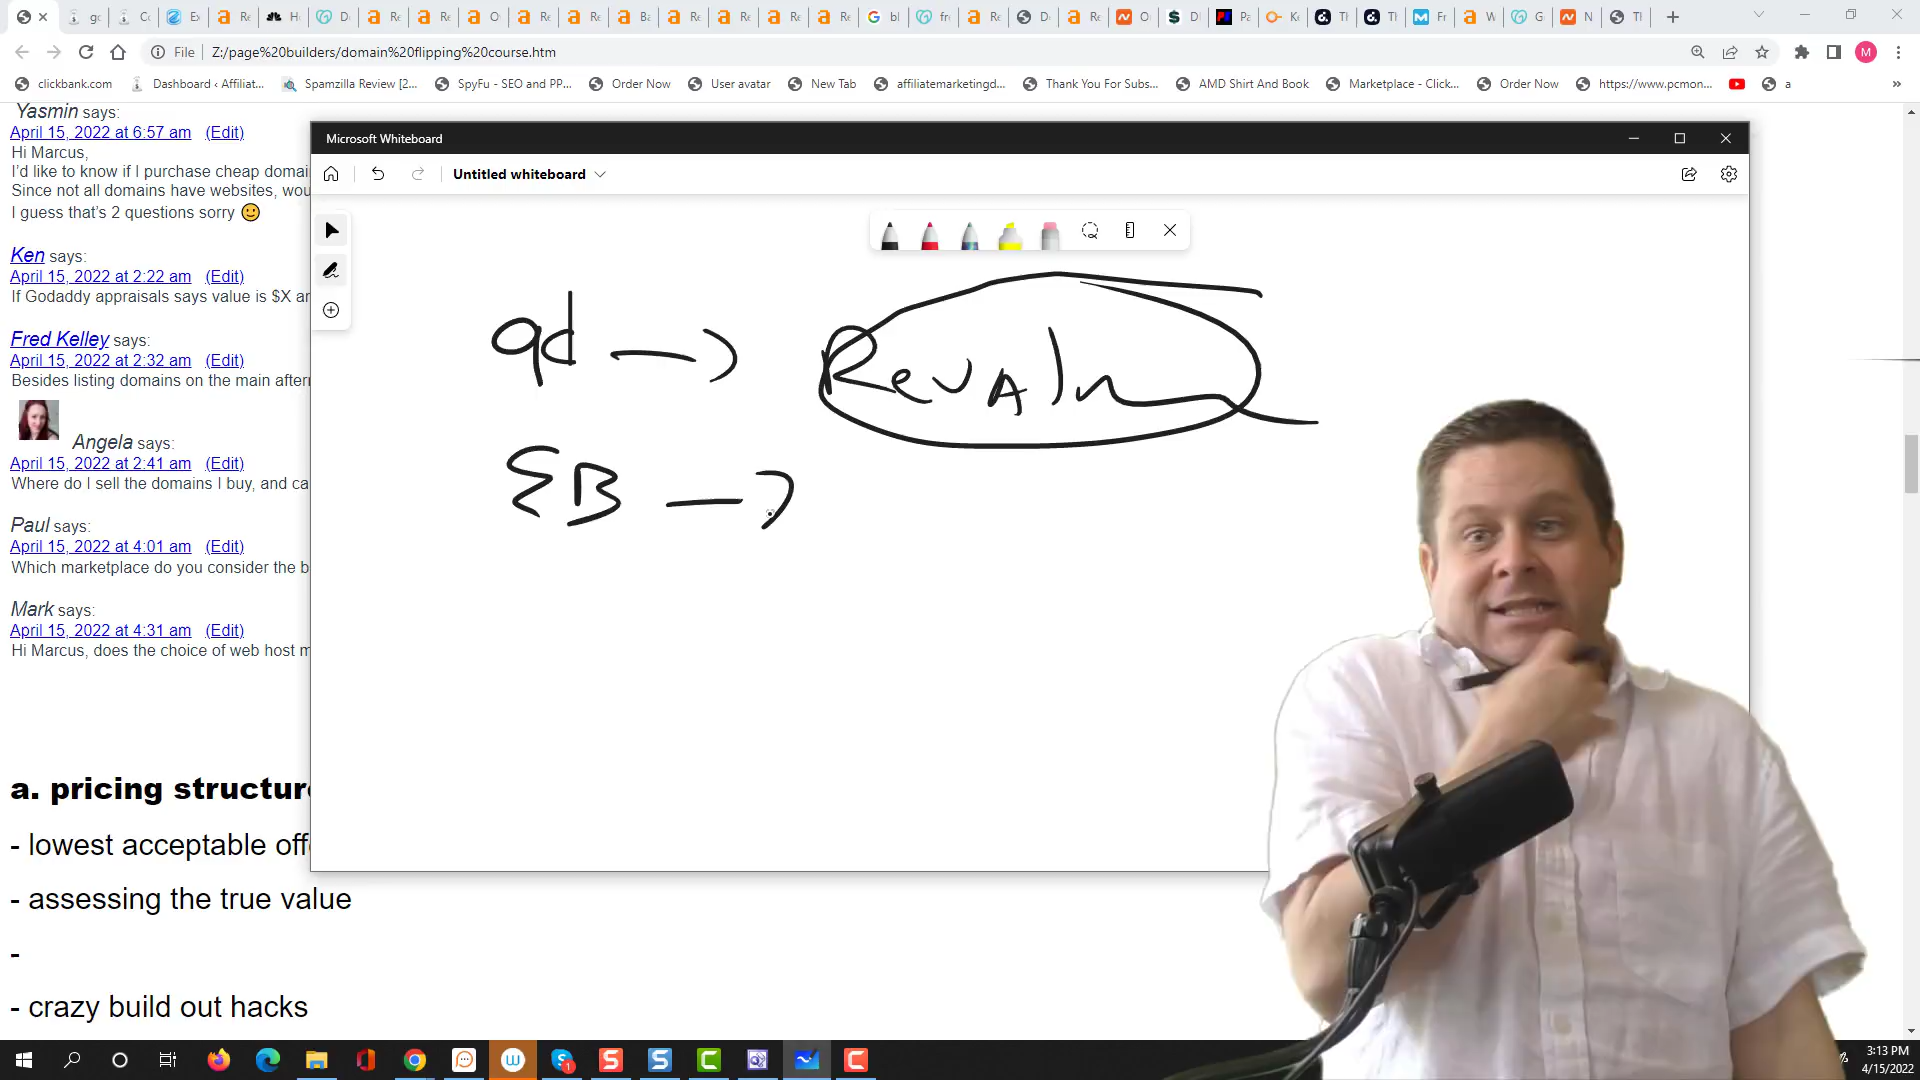 File Z:/page%20builders/domain%20flipping%20course.htm
clickbank.com Dashboard ‹ Affiliat... Spamzilla Review [2... SpyFu - SEO and PP... Order Now User avatar New Tab affiliatemarketingd... Thank You For Subs... AMD Shirt And Book Marketplace - Click... Order Now https://www.pcmon... a »
Yasmin says:
April 15, 2022 at 6:57 am (Edit)
Hi Marcus,
I'd like to know if I purchase cheap domai
Since not all domains have websites, wou
I guess that's 2 questions sorry 🙂
Ken says:
April 15, 2022 at 2:22 am (Edit)
If Godaddy appraisals says value is $X ar
Fred Kelley says:
April 15, 2022 at 2:32 am (Edit)
Besides listing domains on the main after
Angela says:
April 15, 2022 at 2:41 am (Edit)
Where do I sell the domains I buy, and ca
Paul says:
April 15, 2022 at 4:01 am (Edit)
Which marketplace do you consider the b
Mark says:
April 15, 2022 at 4:31 am (Edit)
Hi Marcus, does the choice of web host m
a. pricing structure
- lowest acceptable off
- assessing the true value
-
- crazy build out hacks
Microsoft Whiteboard
Untitled whiteboard
EB
3:13 PM
4/15/2022